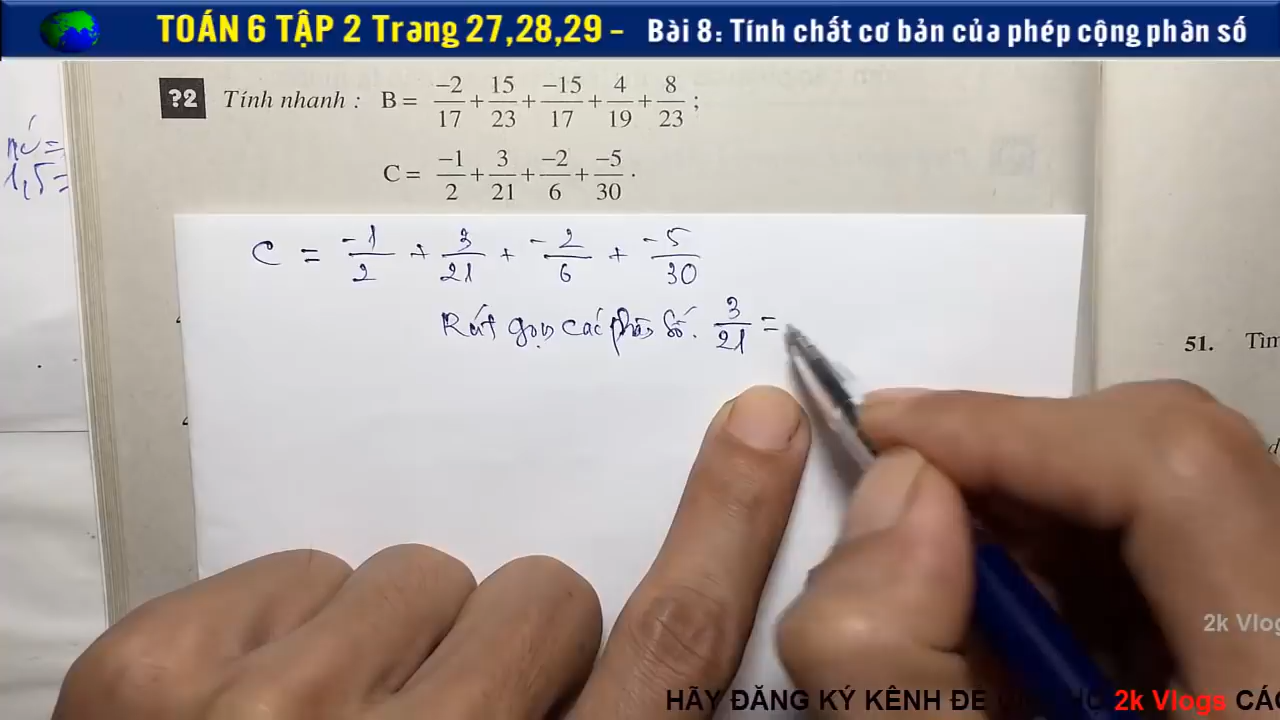 TOÁN 6 TẬP 2 Trang 27,28,29 - Bài 8: Tính chất cơ bản của phép cộng phân số
?2 Tính nhanh : B = −2/17 + 15/23 + −15/17 + 4/19 + 8/23 ;
C = −1/2 + 3/21 + −2/6 + −5/30 .
C = -1/2 + 3/21 + -2/6 + -5/30
Rút gọn các phân số. 3/21 =
51. Tìm
2k Vlogs
HÃY ĐĂNG KÝ KÊNH ĐE 2k Vlogs CÁC